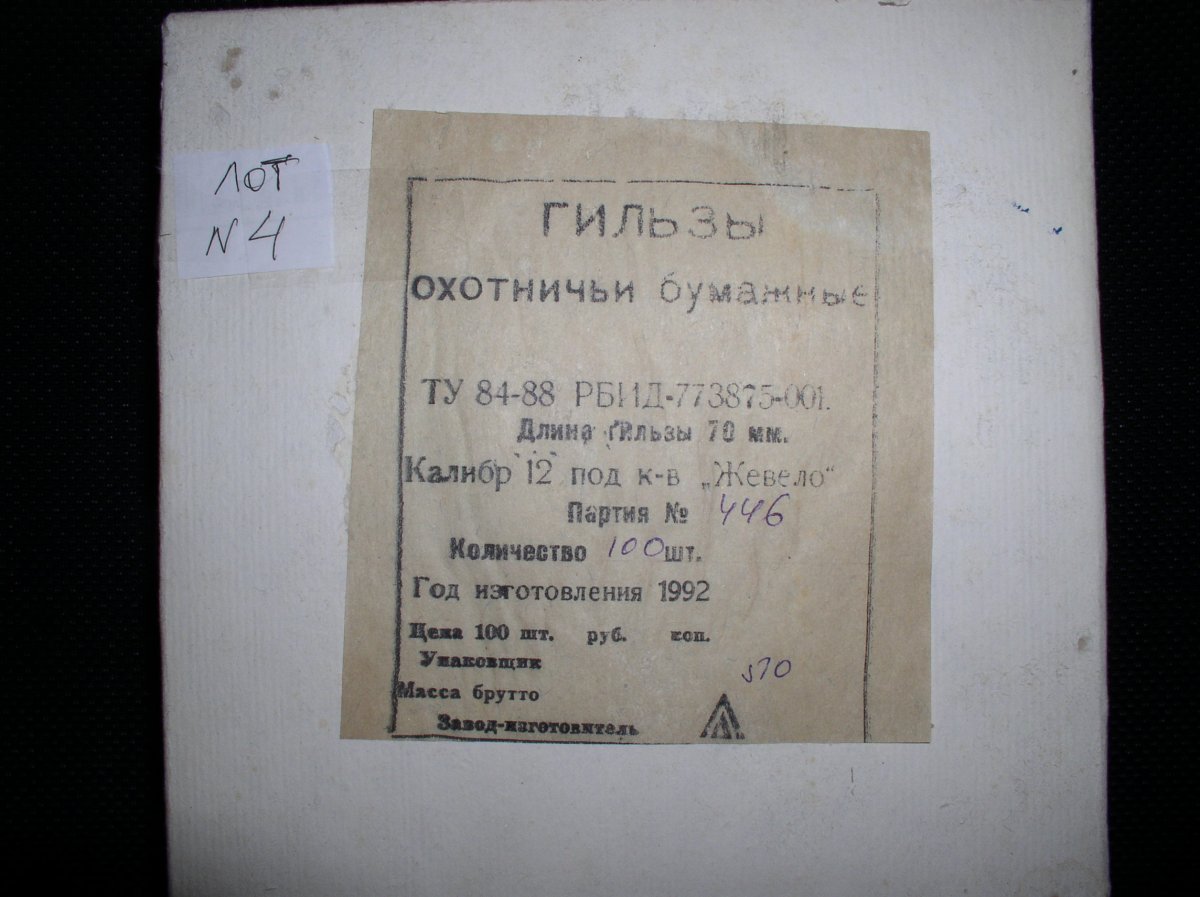 ЛОТ
N 4
ГИЛЬЗЫ
ОХОТНИЧЬИ бумажные
ТУ 84-88 РБИД-773875-001.
Длина гильзы 70 мм.
Калибр 12 под к-в „Жевело“
Партия № 446
Количество 100 шт.
Год изготовления 1992
Цена 100 шт. руб. коп.
Упаковщик
510
Масса брутто
Завод-изготовитель